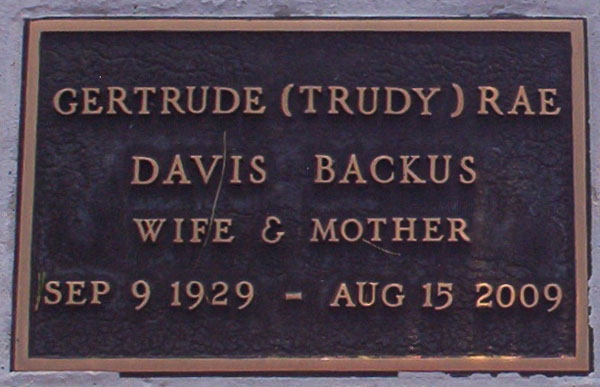 GERTRUDE (TRUDY) RAE
DAVIS BACKUS
WIFE & MOTHER
SEP 9 1929 - AUG 15 2009